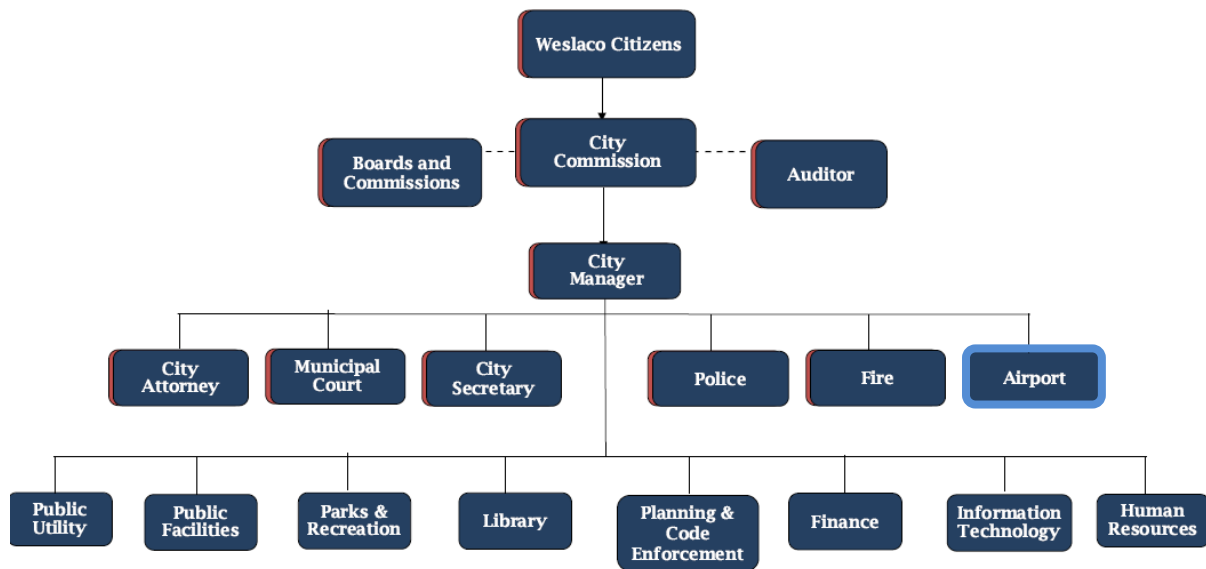 Weslaco Citizens
City
Commission
Boards and
Commissions
Auditor
City
Manager
City
Attorney
Municipal
Court
City
Secretary
Police
Fire
Airport
Public
Utility
Public
Facilities
Parks &
Recreation
Library
Planning &
Code
Enforcement
Finance
Information
Technology
Human
Resources